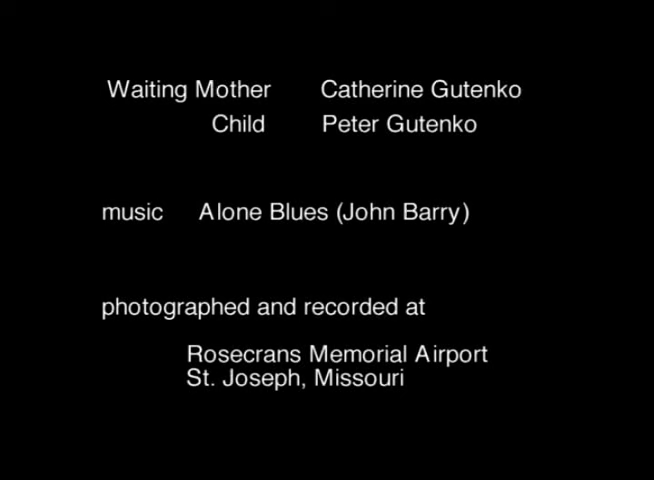 Waiting Mother Catherine Gutenko
Child Peter Gutenko
music Alone Blues (John Barry)
photographed and recorded at
Rosecrans Memorial Airport
St. Joseph, Missouri